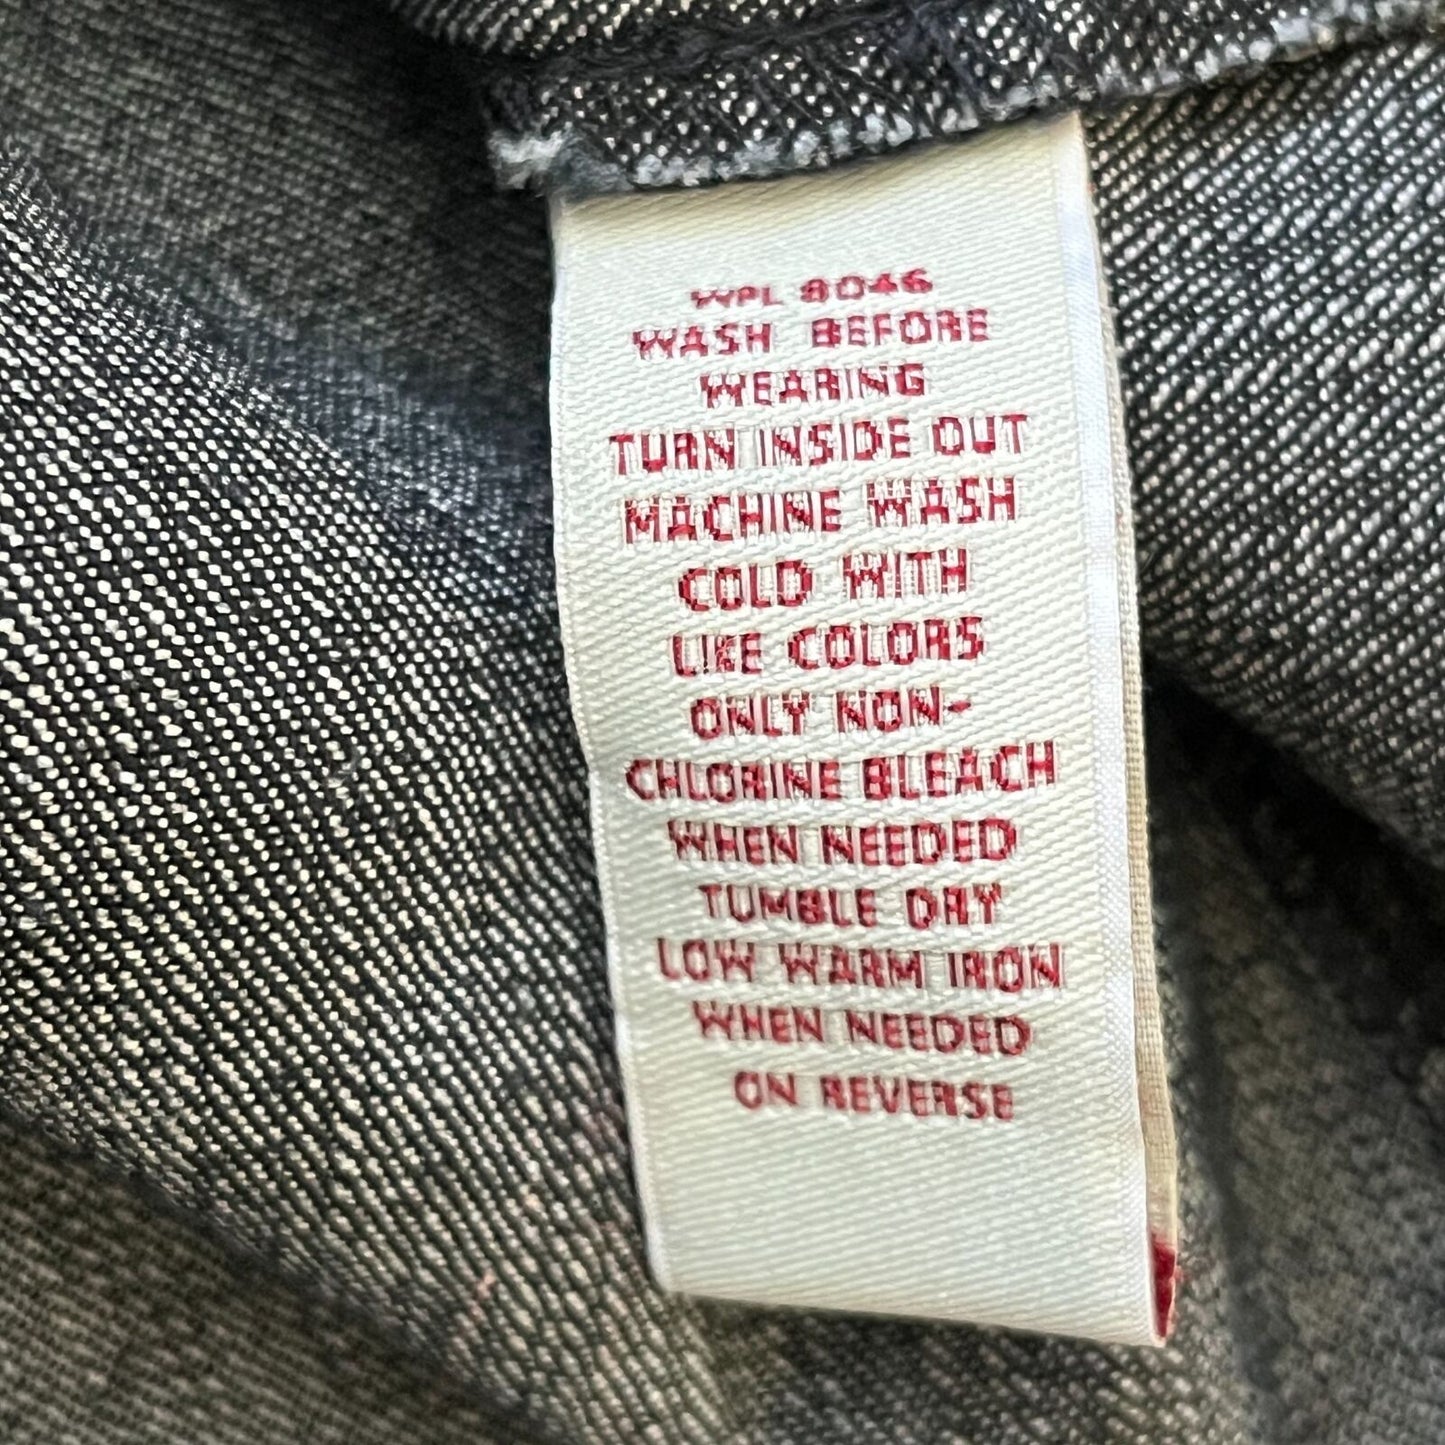 WPL 8046
WASH BEFORE
WEARING
TURN INSIDE OUT
MACHINE WASH
COLD WITH
LIKE COLORS
ONLY NON-
CHLORINE BLEACH
WHEN NEEDED
TUMBLE DRY
LOW WARM IRON
WHEN NEEDED
ON REVERSE